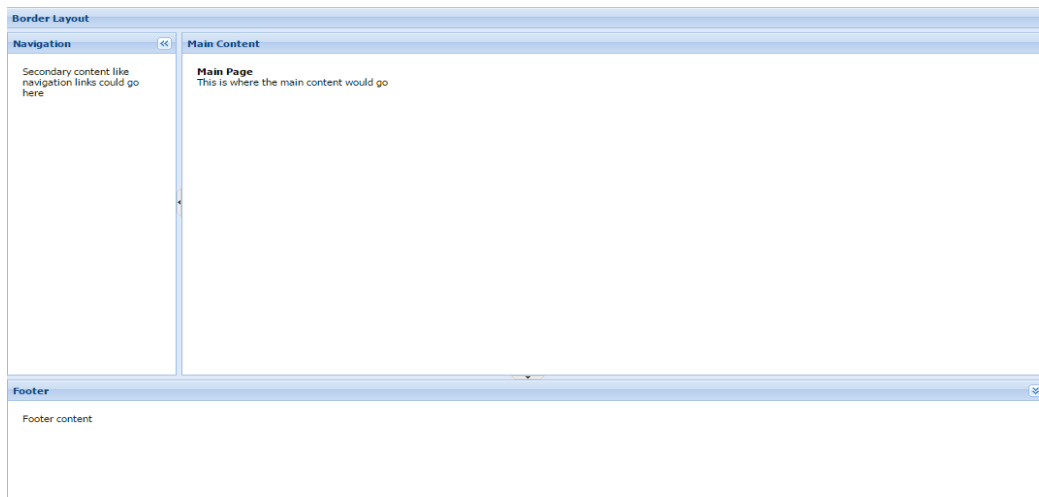 Border Layout
Navigation
Main Content
Secondary content like
navigation links could go
here
Main Page
This is where the main content would go
Footer
Footer content